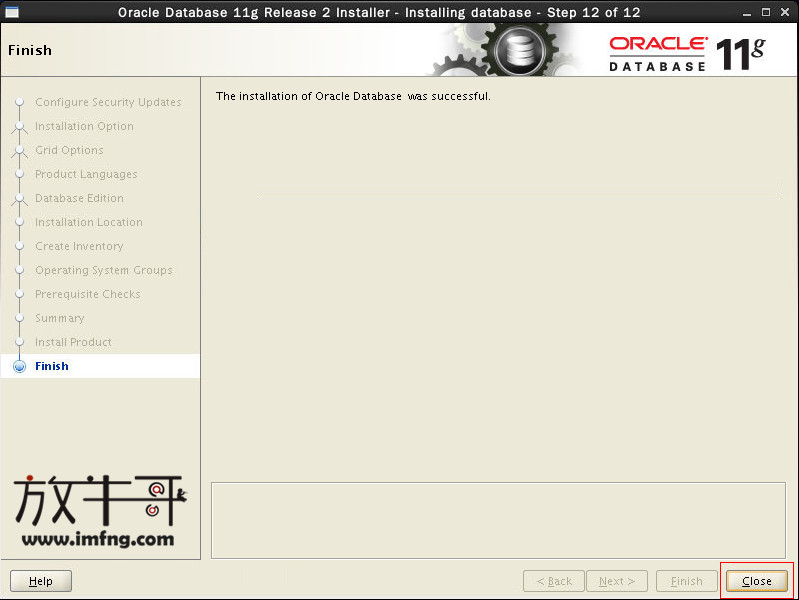 Oracle Database 11g Release 2 Installer - Installing database - Step 12 of 12
Finish
ORACLE
DATABASE
11g
Configure Security Updates
Installation Option
Grid Options
Product Languages
Database Edition
Installation Location
Create Inventory
Operating System Groups
Prerequisite Checks
Summary
Install Product
Finish
The installation of Oracle Database was successful.
放牛哥
www.imfng.com
Help
< Back
Next >
Finish
Close